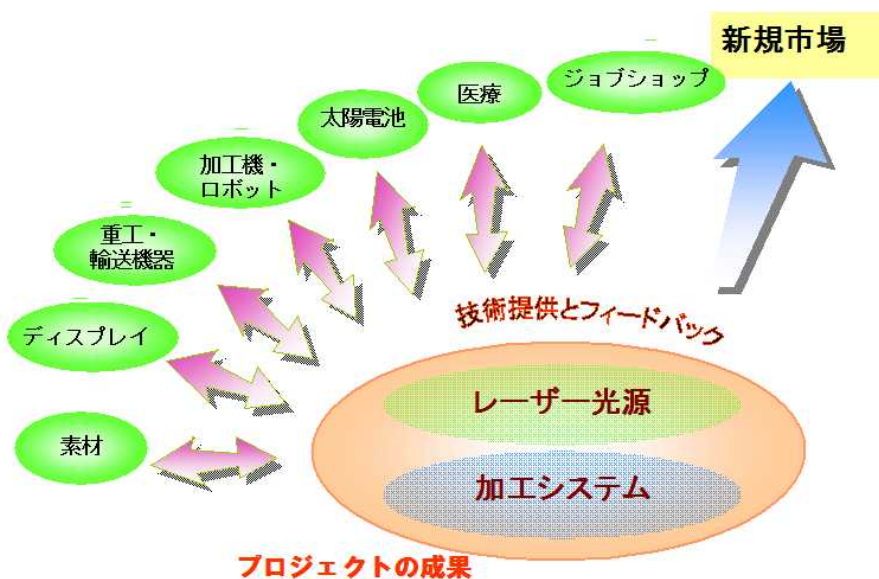 新規市場
ジョブショップ
医療
太陽電池
加工機・
ロボット
重工・
輸送機器
ディスプレイ
素材
技術提供とフィードバック
レーザー光源
加工システム
プロジェクトの成果